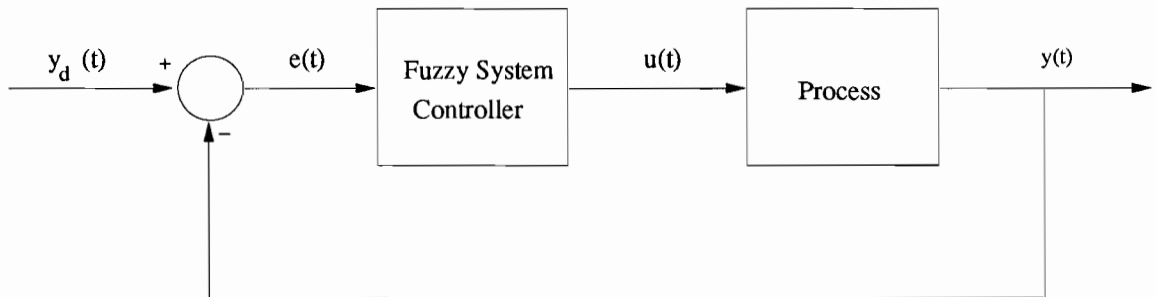 y_d (t)
+
−
e(t)
Fuzzy System
Controller
u(t)
Process
y(t)